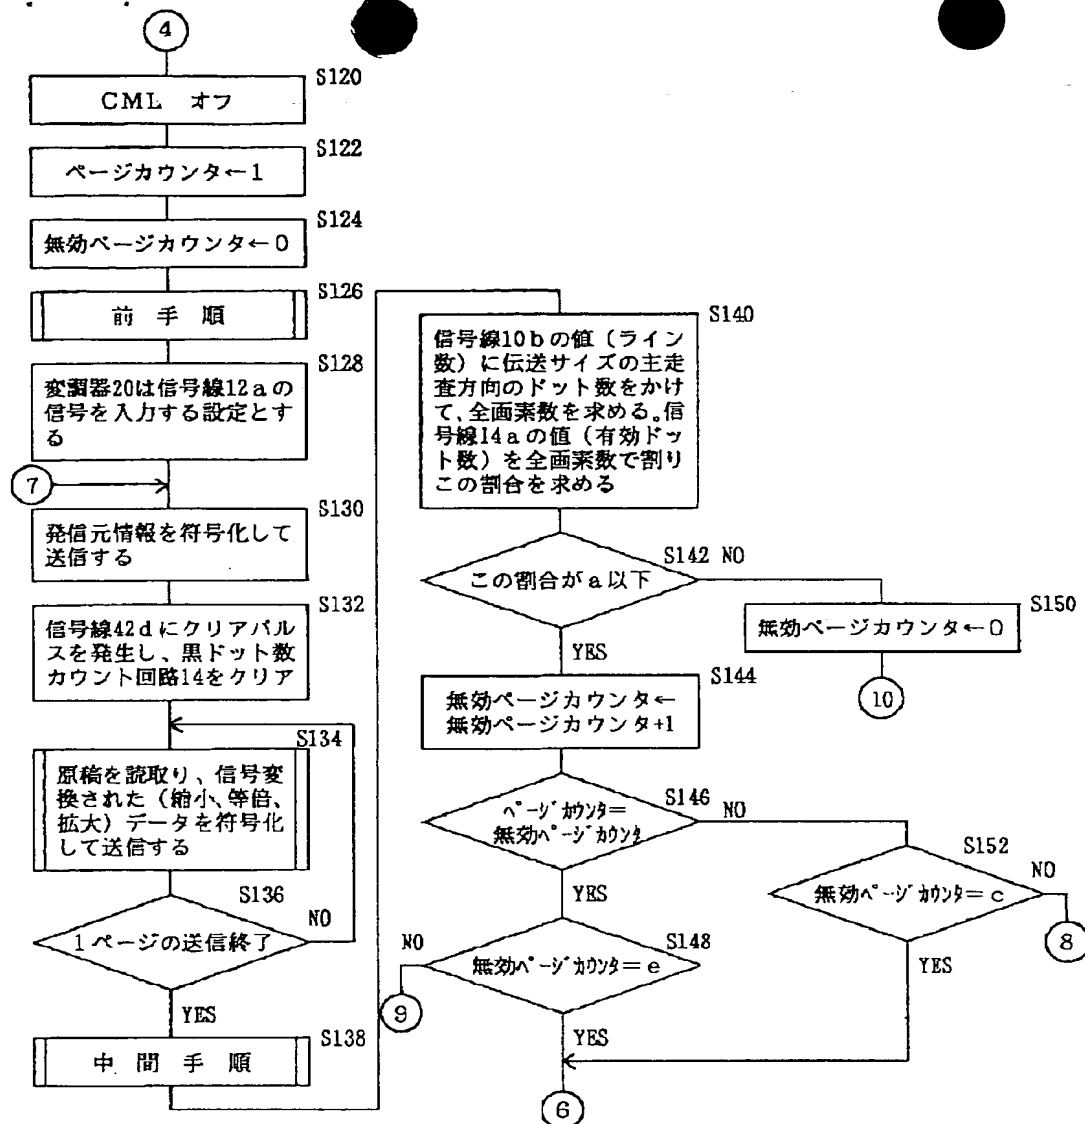 4
S120
CML オフ
S122
ページカウンタ←1
S124
無効ページカウンタ←0
S126
前 手 順
S128
変調器20は信号線12aの
信号を入力する設定とす
る
7
S130
発信元情報を符号化して
送信する
S132
信号線42dにクリアパル
スを発生し、黒ドット数
カウント回路14をクリア
S134
原稿を読取り、信号変
換された(縮小、等倍、
拡大)データを符号化
して送信する
S136
1ページの送信終了
NO
YES
S138
中 間 手 順
S140
信号線10bの値(ライン
数)に伝送サイズの主走
査方向のドット数をかけ
て、全画素数を求める。信
号線14aの値(有効ドッ
ト数)を全画素数で割り
この割合を求める
S142 NO
この割合がa以下
YES
S150
無効ページカウンタ←0
10
S144
無効ページカウンタ←
無効ページカウンタ+1
S146
ページカウンタ=
無効ページカウンタ
NO
YES
S152
無効ページカウンタ=c
NO
8
YES
S148
無効ページカウンタ=e
NO
9
YES
6